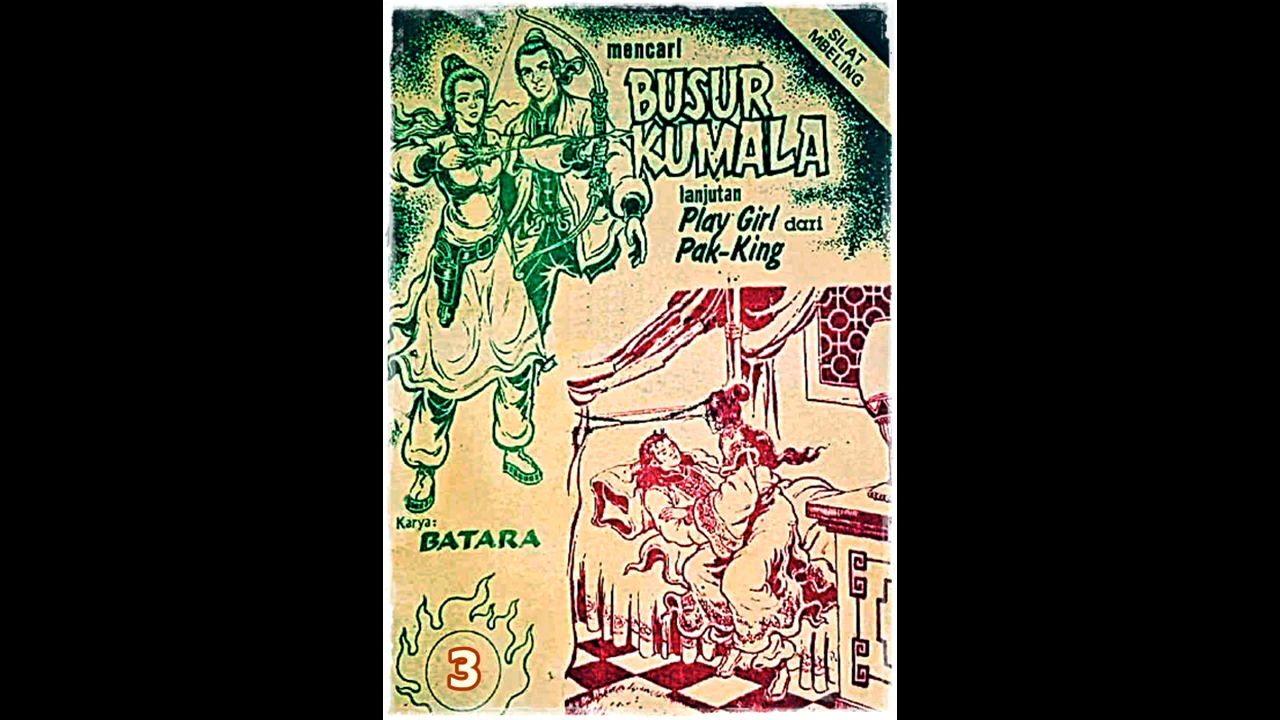 mencari
BUSUR
KUMALA
lanjutan
Play Girl dari
Pak-King
SILAT
MBELING
Karya:
BATARA
3